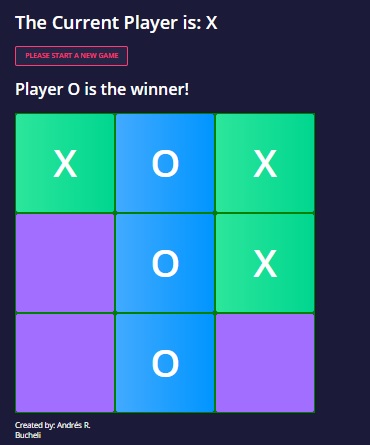 The Current Player is: X
PLEASE START A NEW GAME
Player O is the winner!
X O X
O X
O
Created by: Andrés R.
Bucheli